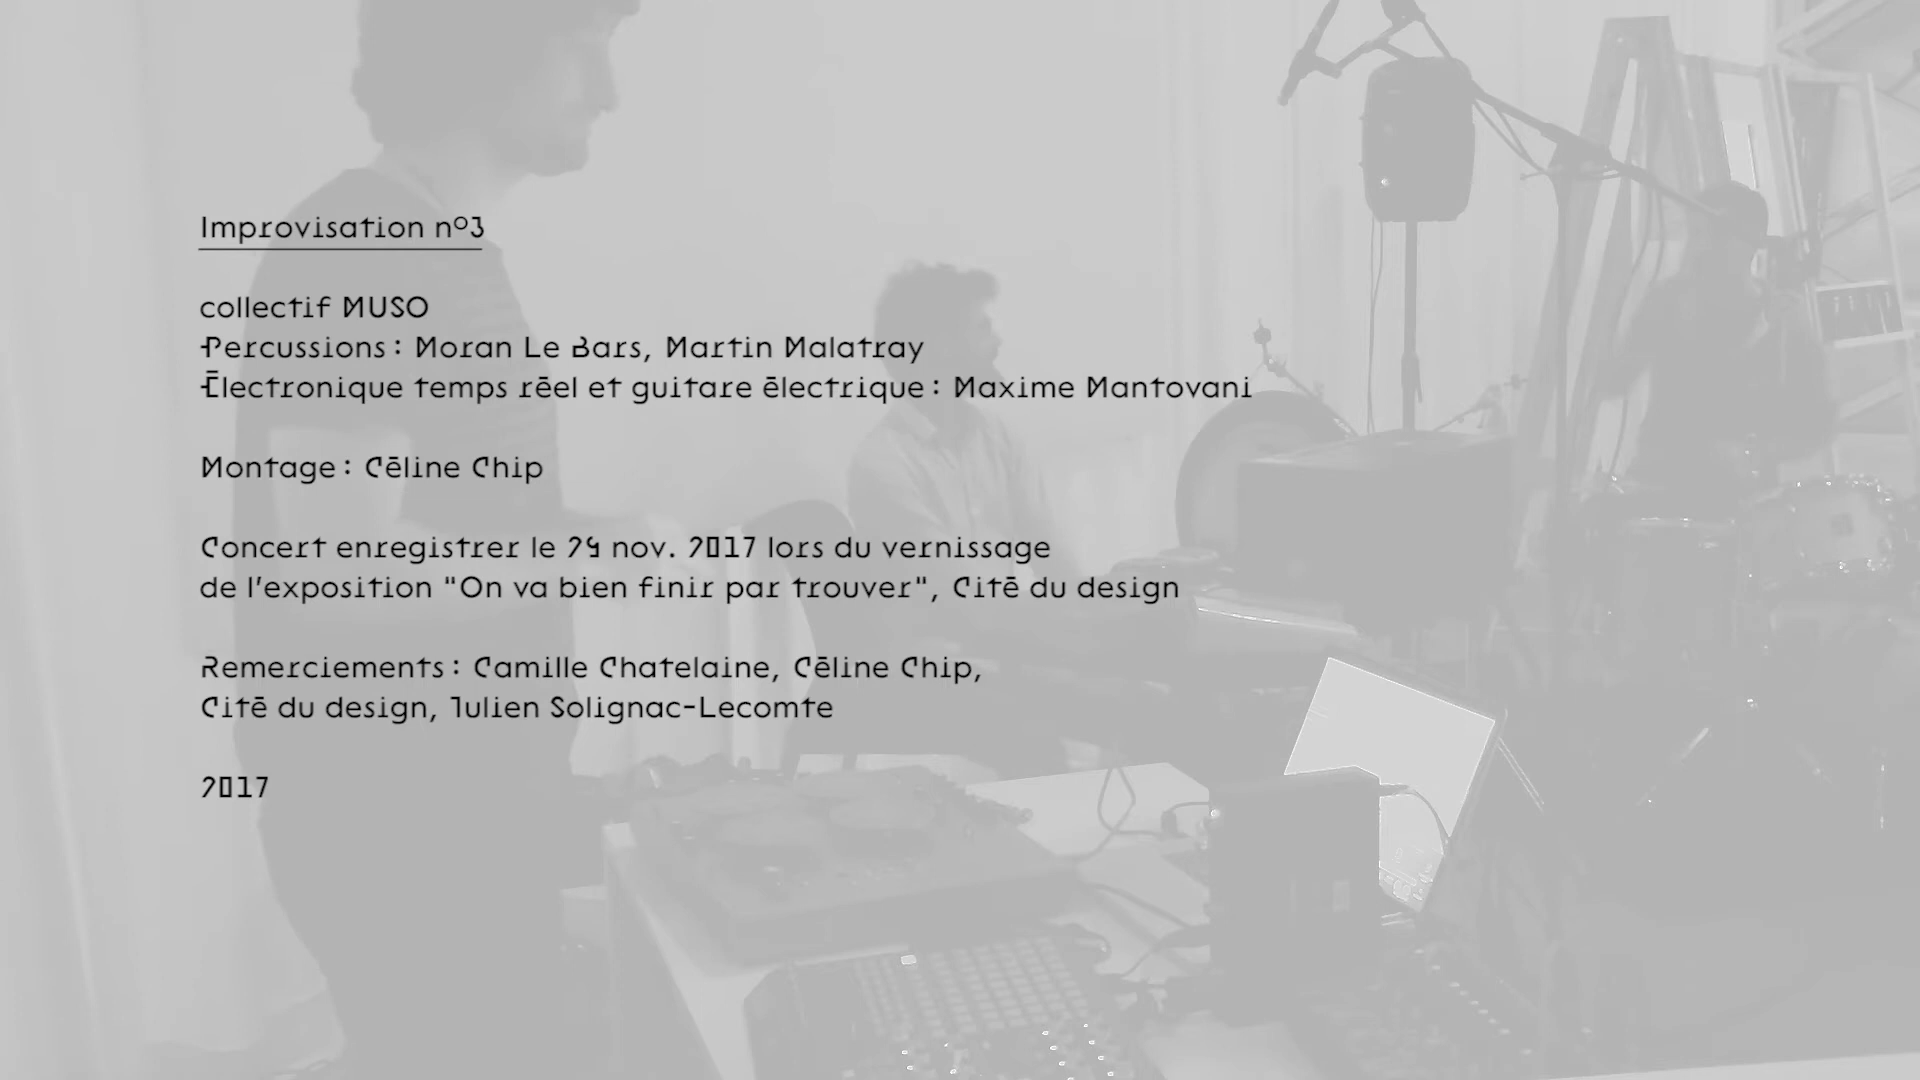 Improvisation nº3
collectif MUSO
Percussions : Moran Le Bars, Martin Malatray
Électronique temps réel et guitare électrique : Maxime Mantovani
Montage : Céline Chip
Concert enregistrer le nov. 2017 lors du vernissage
de l'exposition "On va bien finir par trouver", Cité du design
Remerciements : Camille Chatelaine, Céline Chip,
Cité du design, Julien Solignac-Lecomte
2017